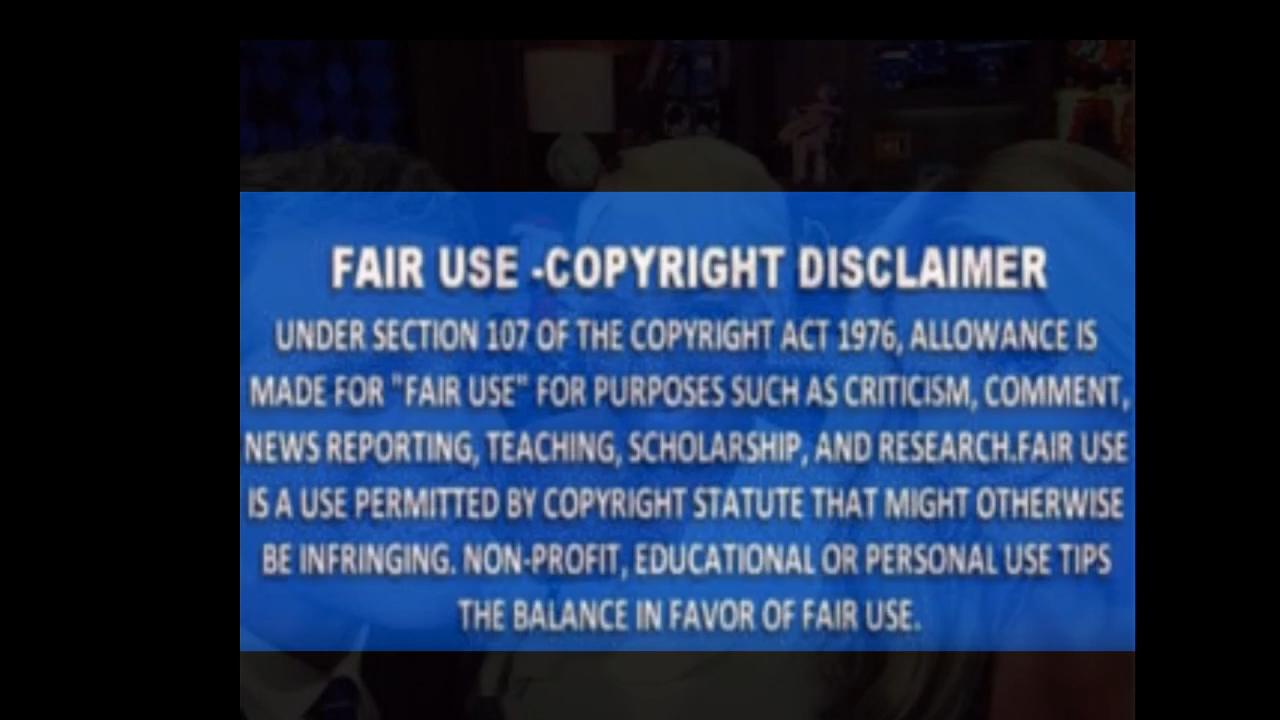 FAIR USE -COPYRIGHT DISCLAIMER
UNDER SECTION 107 OF THE COPYRIGHT ACT 1976, ALLOWANCE IS
MADE FOR "FAIR USE" FOR PURPOSES SUCH AS CRITICISM, COMMENT,
NEWS REPORTING, TEACHING, SCHOLARSHIP, AND RESEARCH.FAIR USE
IS A USE PERMITTED BY COPYRIGHT STATUTE THAT MIGHT OTHERWISE
BE INFRINGING. NON-PROFIT, EDUCATIONAL OR PERSONAL USE TIPS
THE BALANCE IN FAVOR OF FAIR USE.